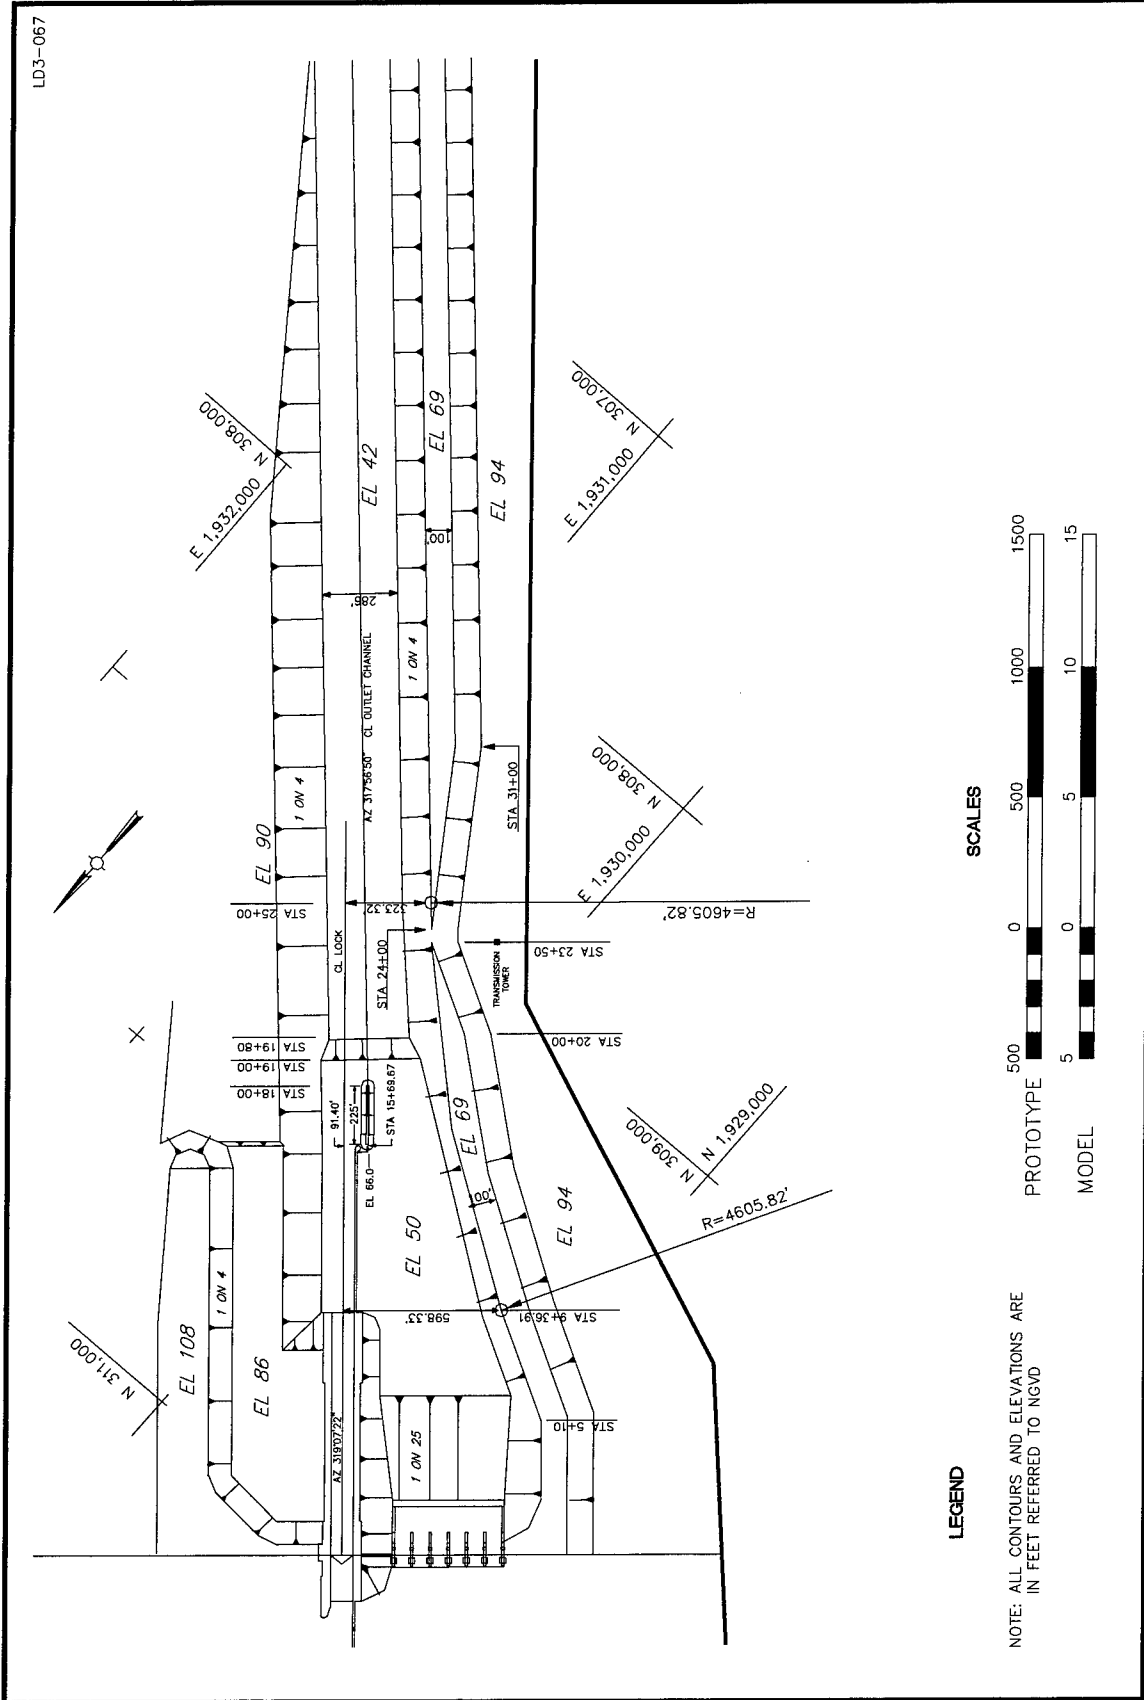 LD3-067
N 308,000
E 1,932,000
N 307,000
E 1,931,000
EL 42
EL 69
EL 94
100'
286'
1 ON 4
AZ 317°56'50"
CL OUTLET CHANNEL
1 ON 4
EL 90
STA 31+00
N 308,000
E 1,930,000
STA 25+00
323.32'
R=4605.82'
CL LOCK
STA 24+00
STA 23+50
TRANSMISSION
TOWER
STA 19+80
STA 19+00
STA 18+00
STA 20+00
91.40'
225'
STA 15+69.67
EL 66.0
EL 69
100'
EL 50
EL 94
N 309,000
N 1,929,000
R=4605.82'
598.33'
STA 9+36.91
N 311,000
EL 108
1 ON 4
EL 86
AZ 319°07'22"
1 ON 25
STA 5+10
SCALES
PROTOTYPE
500 0 500 1000 1500
MODEL
5 0 5 10 15
LEGEND
NOTE: ALL CONTOURS AND ELEVATIONS ARE
IN FEET REFERRED TO NGVD